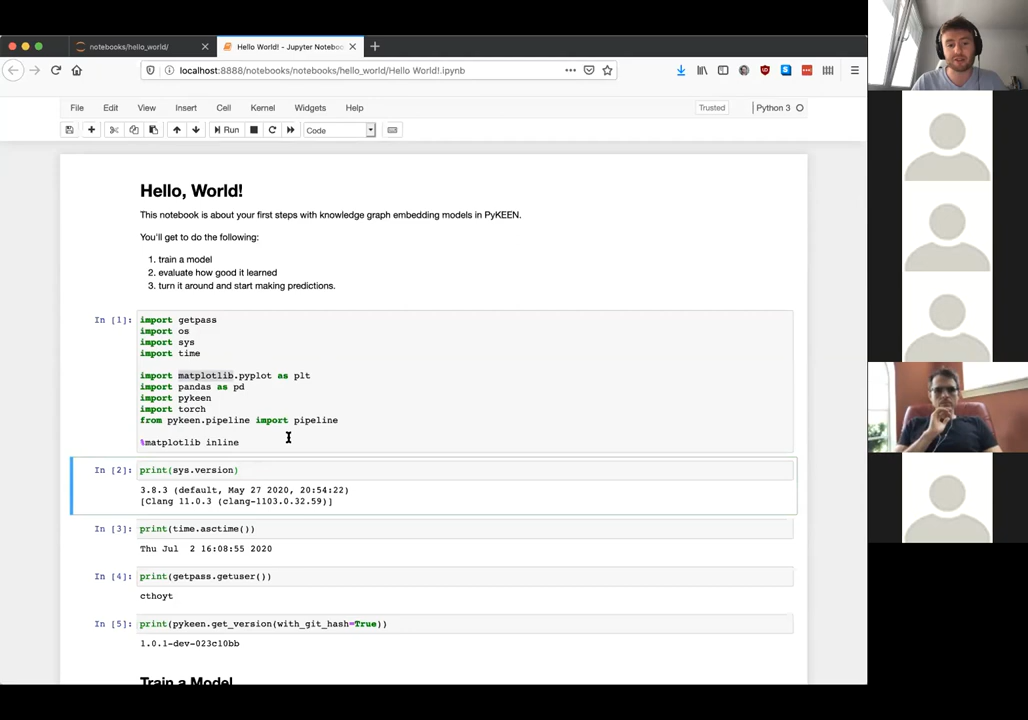 notebooks/hello_world/
Hello World! - Jupyter Noteboo
localhost:8888/notebooks/notebooks/hello_world/Hello World!.ipynb
File Edit View Insert Cell Kernel Widgets Help
Trusted
Python 3
Run
Code
Hello, World!
This notebook is about your first steps with knowledge graph embedding models in PyKEEN.
You'll get to do the following:
1. train a model
2. evaluate how good it learned
3. turn it around and start making predictions.
In [1]: import getpass
import os
import sys
import time
import matplotlib.pyplot as plt
import pandas as pd
import pykeen
import torch
from pykeen.pipeline import pipeline
%matplotlib inline
In [2]: print(sys.version)
3.8.3 (default, May 27 2020, 20:54:22)
[Clang 11.0.3 (clang-1103.0.32.59)]
In [3]: print(time.asctime())
Thu Jul  2 16:08:55 2020
In [4]: print(getpass.getuser())
cthoyt
In [5]: print(pykeen.get_version(with_git_hash=True))
1.0.1-dev-023c10bb
Train a Model